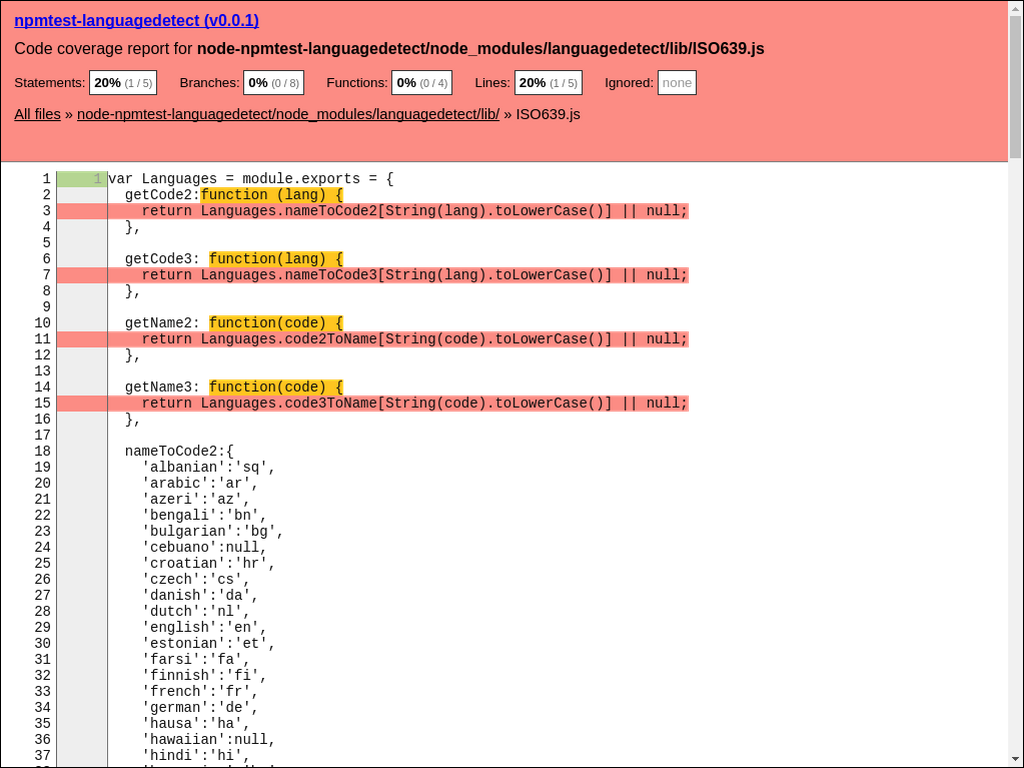 npmtest-languagedetect (v0.0.1)
Code coverage report for node-npmtest-languagedetect/node_modules/languagedetect/lib/ISO639.js
Statements: 20% (1 / 5) Branches: 0% (0 / 8) Functions: 0% (0 / 4) Lines: 20% (1 / 5) Ignored: none
All files » node-npmtest-languagedetect/node_modules/languagedetect/lib/ » ISO639.js
1 1 var Languages = module.exports = {
2 getCode2:function (lang) {
3 return Languages.nameToCode2[String(lang).toLowerCase()] || null;
4 },
5
6 getCode3: function(lang) {
7 return Languages.nameToCode3[String(lang).toLowerCase()] || null;
8 },
9
10 getName2: function(code) {
11 return Languages.code2ToName[String(code).toLowerCase()] || null;
12 },
13
14 getName3: function(code) {
15 return Languages.code3ToName[String(code).toLowerCase()] || null;
16 },
17
18 nameToCode2:{
19 'albanian':'sq',
20 'arabic':'ar',
21 'azeri':'az',
22 'bengali':'bn',
23 'bulgarian':'bg',
24 'cebuano':null,
25 'croatian':'hr',
26 'czech':'cs',
27 'danish':'da',
28 'dutch':'nl',
29 'english':'en',
30 'estonian':'et',
31 'farsi':'fa',
32 'finnish':'fi',
33 'french':'fr',
34 'german':'de',
35 'hausa':'ha',
36 'hawaiian':null,
37 'hindi':'hi',